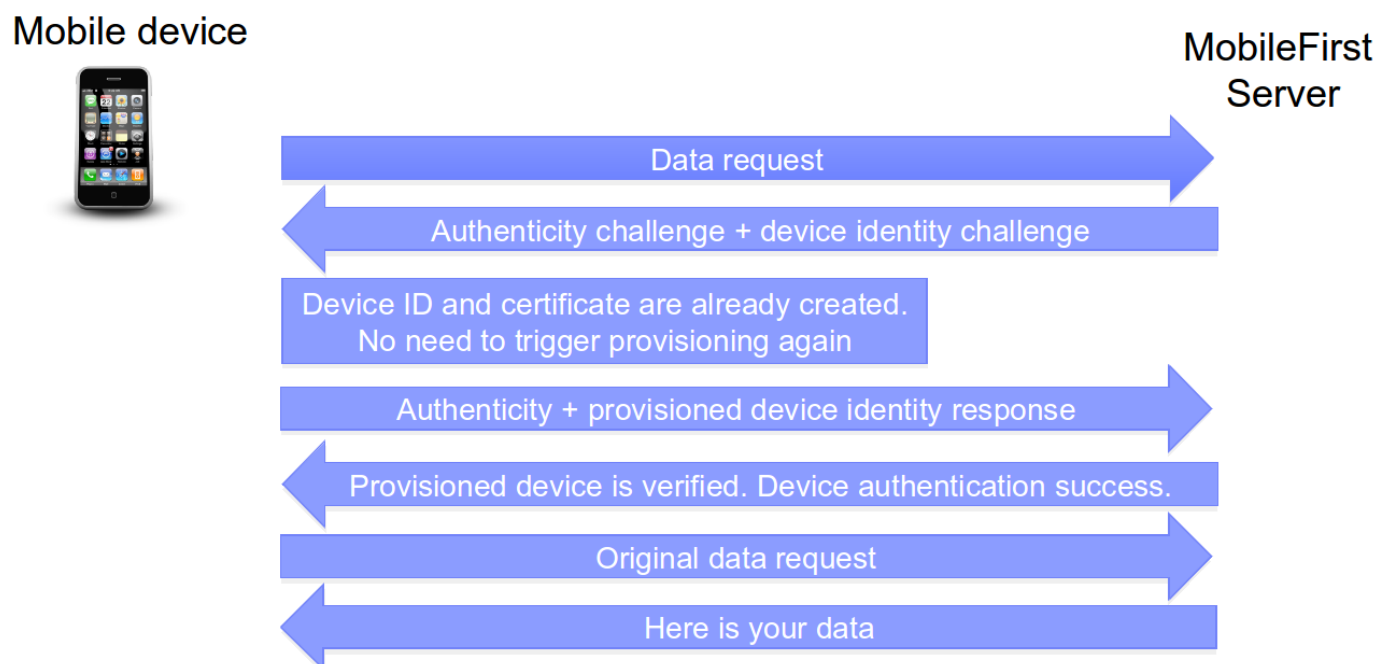 Mobile device
MobileFirst
Server
Data request
Authenticity challenge + device identity challenge
Device ID and certificate are already created.
No need to trigger provisioning again
Authenticity + provisioned device identity response
Provisioned device is verified. Device authentication success.
Original data request
Here is your data